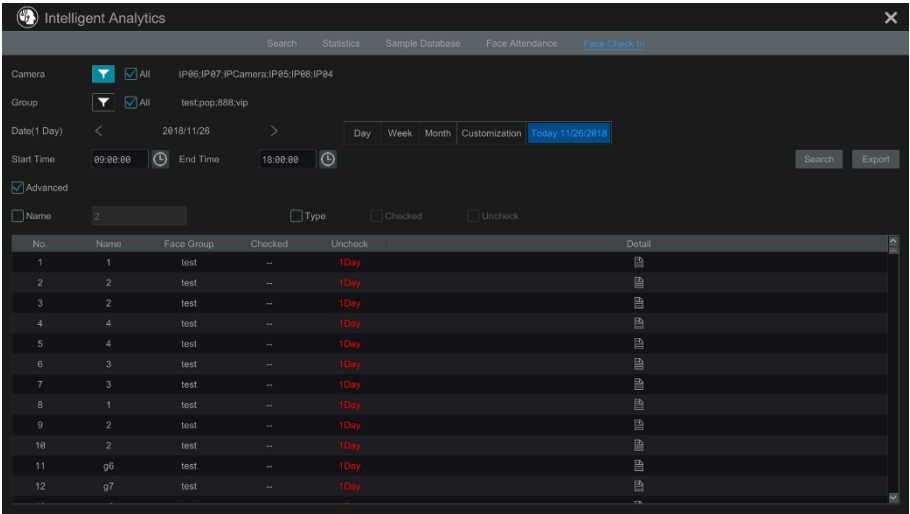 Intelligent Analytics
Search Statistics Sample Database Face Attendance Face Check In
Camera All IP06;IP07;IPCamera;IP05;IP08;IP04
Group All test;pop;888;vip
Date(1 Day) < 2018/11/26 > Day Week Month Customization Today 11/26/2018
Start Time 09:00:00 End Time 18:00:00 Search Export
Advanced
Name 2 Type Checked Uncheck
No. Name Face Group Checked Uncheck Detail
1 1 test -- 1Day
2 2 test -- 1Day
3 2 test -- 1Day
4 4 test -- 1Day
5 4 test -- 1Day
6 3 test -- 1Day
7 3 test -- 1Day
8 1 test -- 1Day
9 2 test -- 1Day
10 2 test -- 1Day
11 g6 test -- 1Day
12 g7 test -- 1Day